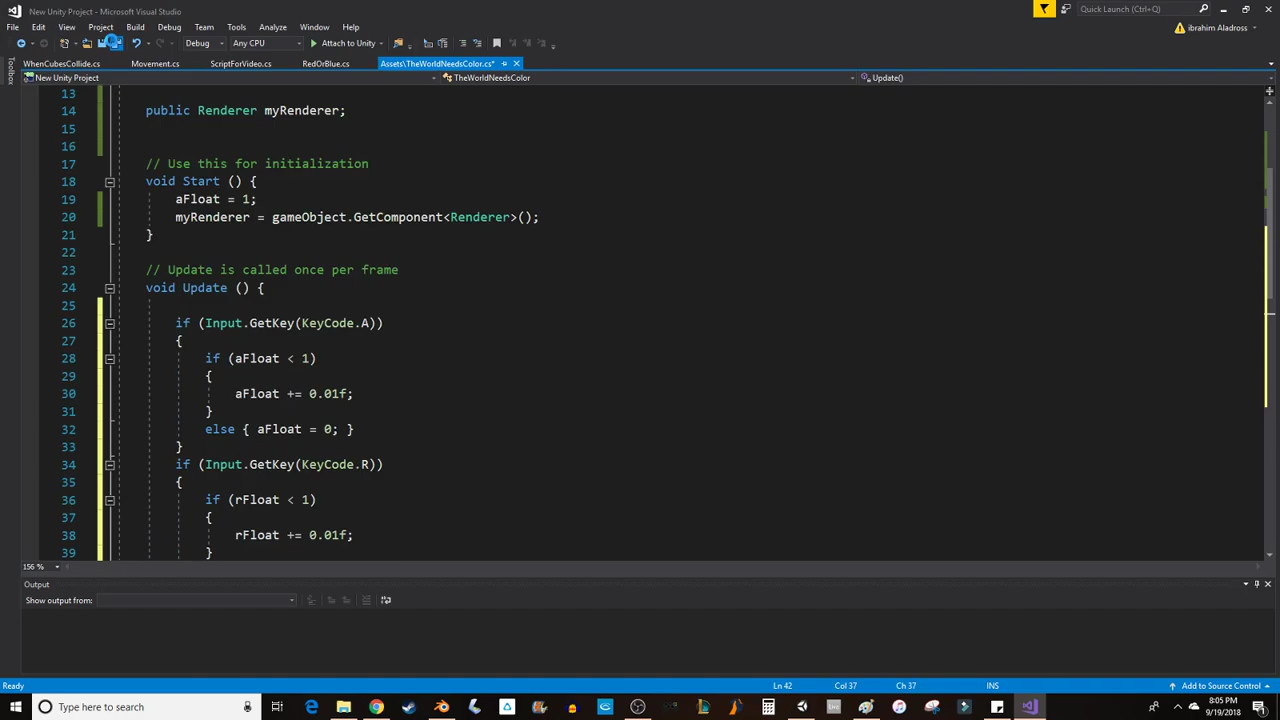 New Unity Project - Microsoft Visual Studio
Quick Launch (Ctrl+Q)
File Edit View Project Build Debug Team Tools Analyze Window Help
ibrahim Aladross
Debug Any CPU Attach to Unity
Toolbox
WhenCubesCollide.cs Movement.cs ScriptForVideo.cs RedOrBlue.cs Assets\TheWorldNeedsColor.cs*
New Unity Project TheWorldNeedsColor Update()
13
14 public Renderer myRenderer;
15
16
17 // Use this for initialization
18 void Start () {
19 aFloat = 1;
20 myRenderer = gameObject.GetComponent<Renderer>();
21 }
22
23 // Update is called once per frame
24 void Update () {
25
26 if (Input.GetKey(KeyCode.A))
27 {
28 if (aFloat < 1)
29 {
30 aFloat += 0.01f;
31 }
32 else { aFloat = 0; }
33 }
34 if (Input.GetKey(KeyCode.R))
35 {
36 if (rFloat < 1)
37 {
38 rFloat += 0.01f;
39 }
156 %
Output
Show output from:
Ready Ln 42 Col 37 Ch 37 INS Add to Source Control
Type here to search
8:05 PM
9/19/2018